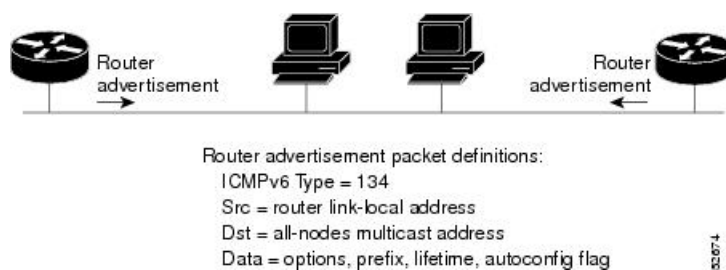 Router
advertisement
Router
advertisement
Router advertisement packet definitions:
ICMPv6 Type = 134
Src = router link-local address
Dst = all-nodes multicast address
Data = options, prefix, lifetime, autoconfig flag
52674